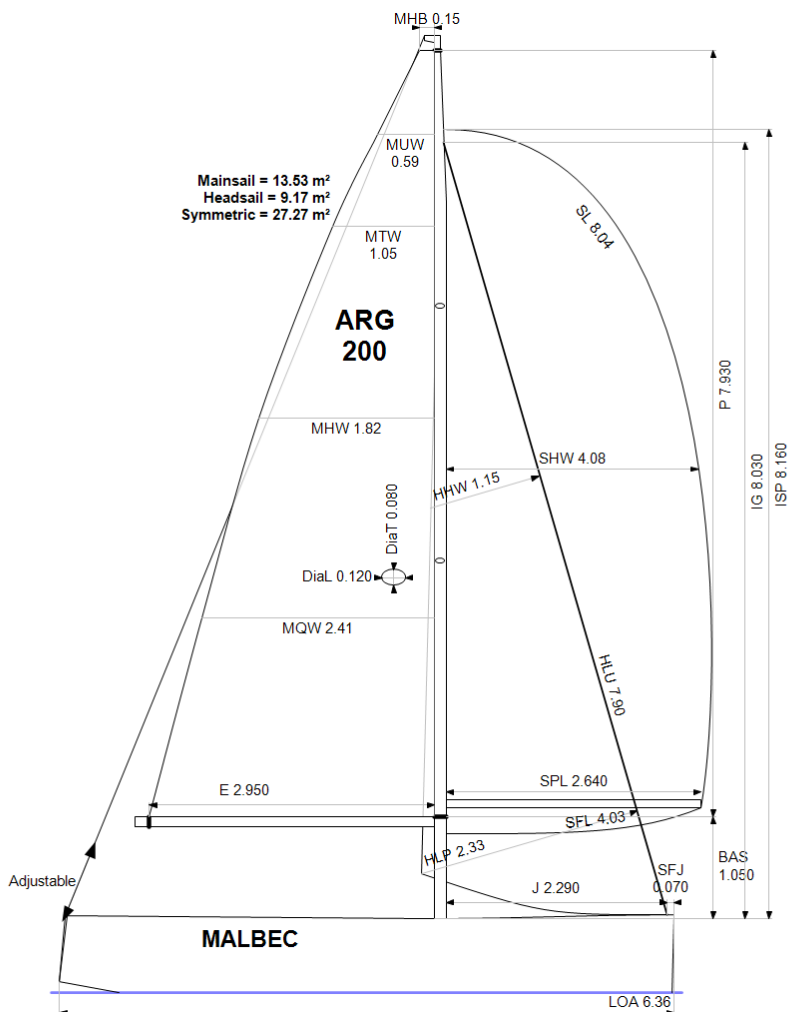 MHB 0.15
MUW
0.59
Mainsail = 13.53 m²
Headsail = 9.17 m²
Symmetric = 27.27 m²
SL 8.04
MTW
1.05
ARG
200
P 7.930
IG 8.030
ISP 8.160
MHW 1.82
SHW 4.08
HHW 1.15
DiaT 0.080
DiaL 0.120
MQW 2.41
HLU 7.90
E 2.950
SPL 2.640
SFL 4.03
HLP 2.33
BAS
1.050
Adjustable
SFJ
0.070
J 2.290
MALBEC
LOA 6.36